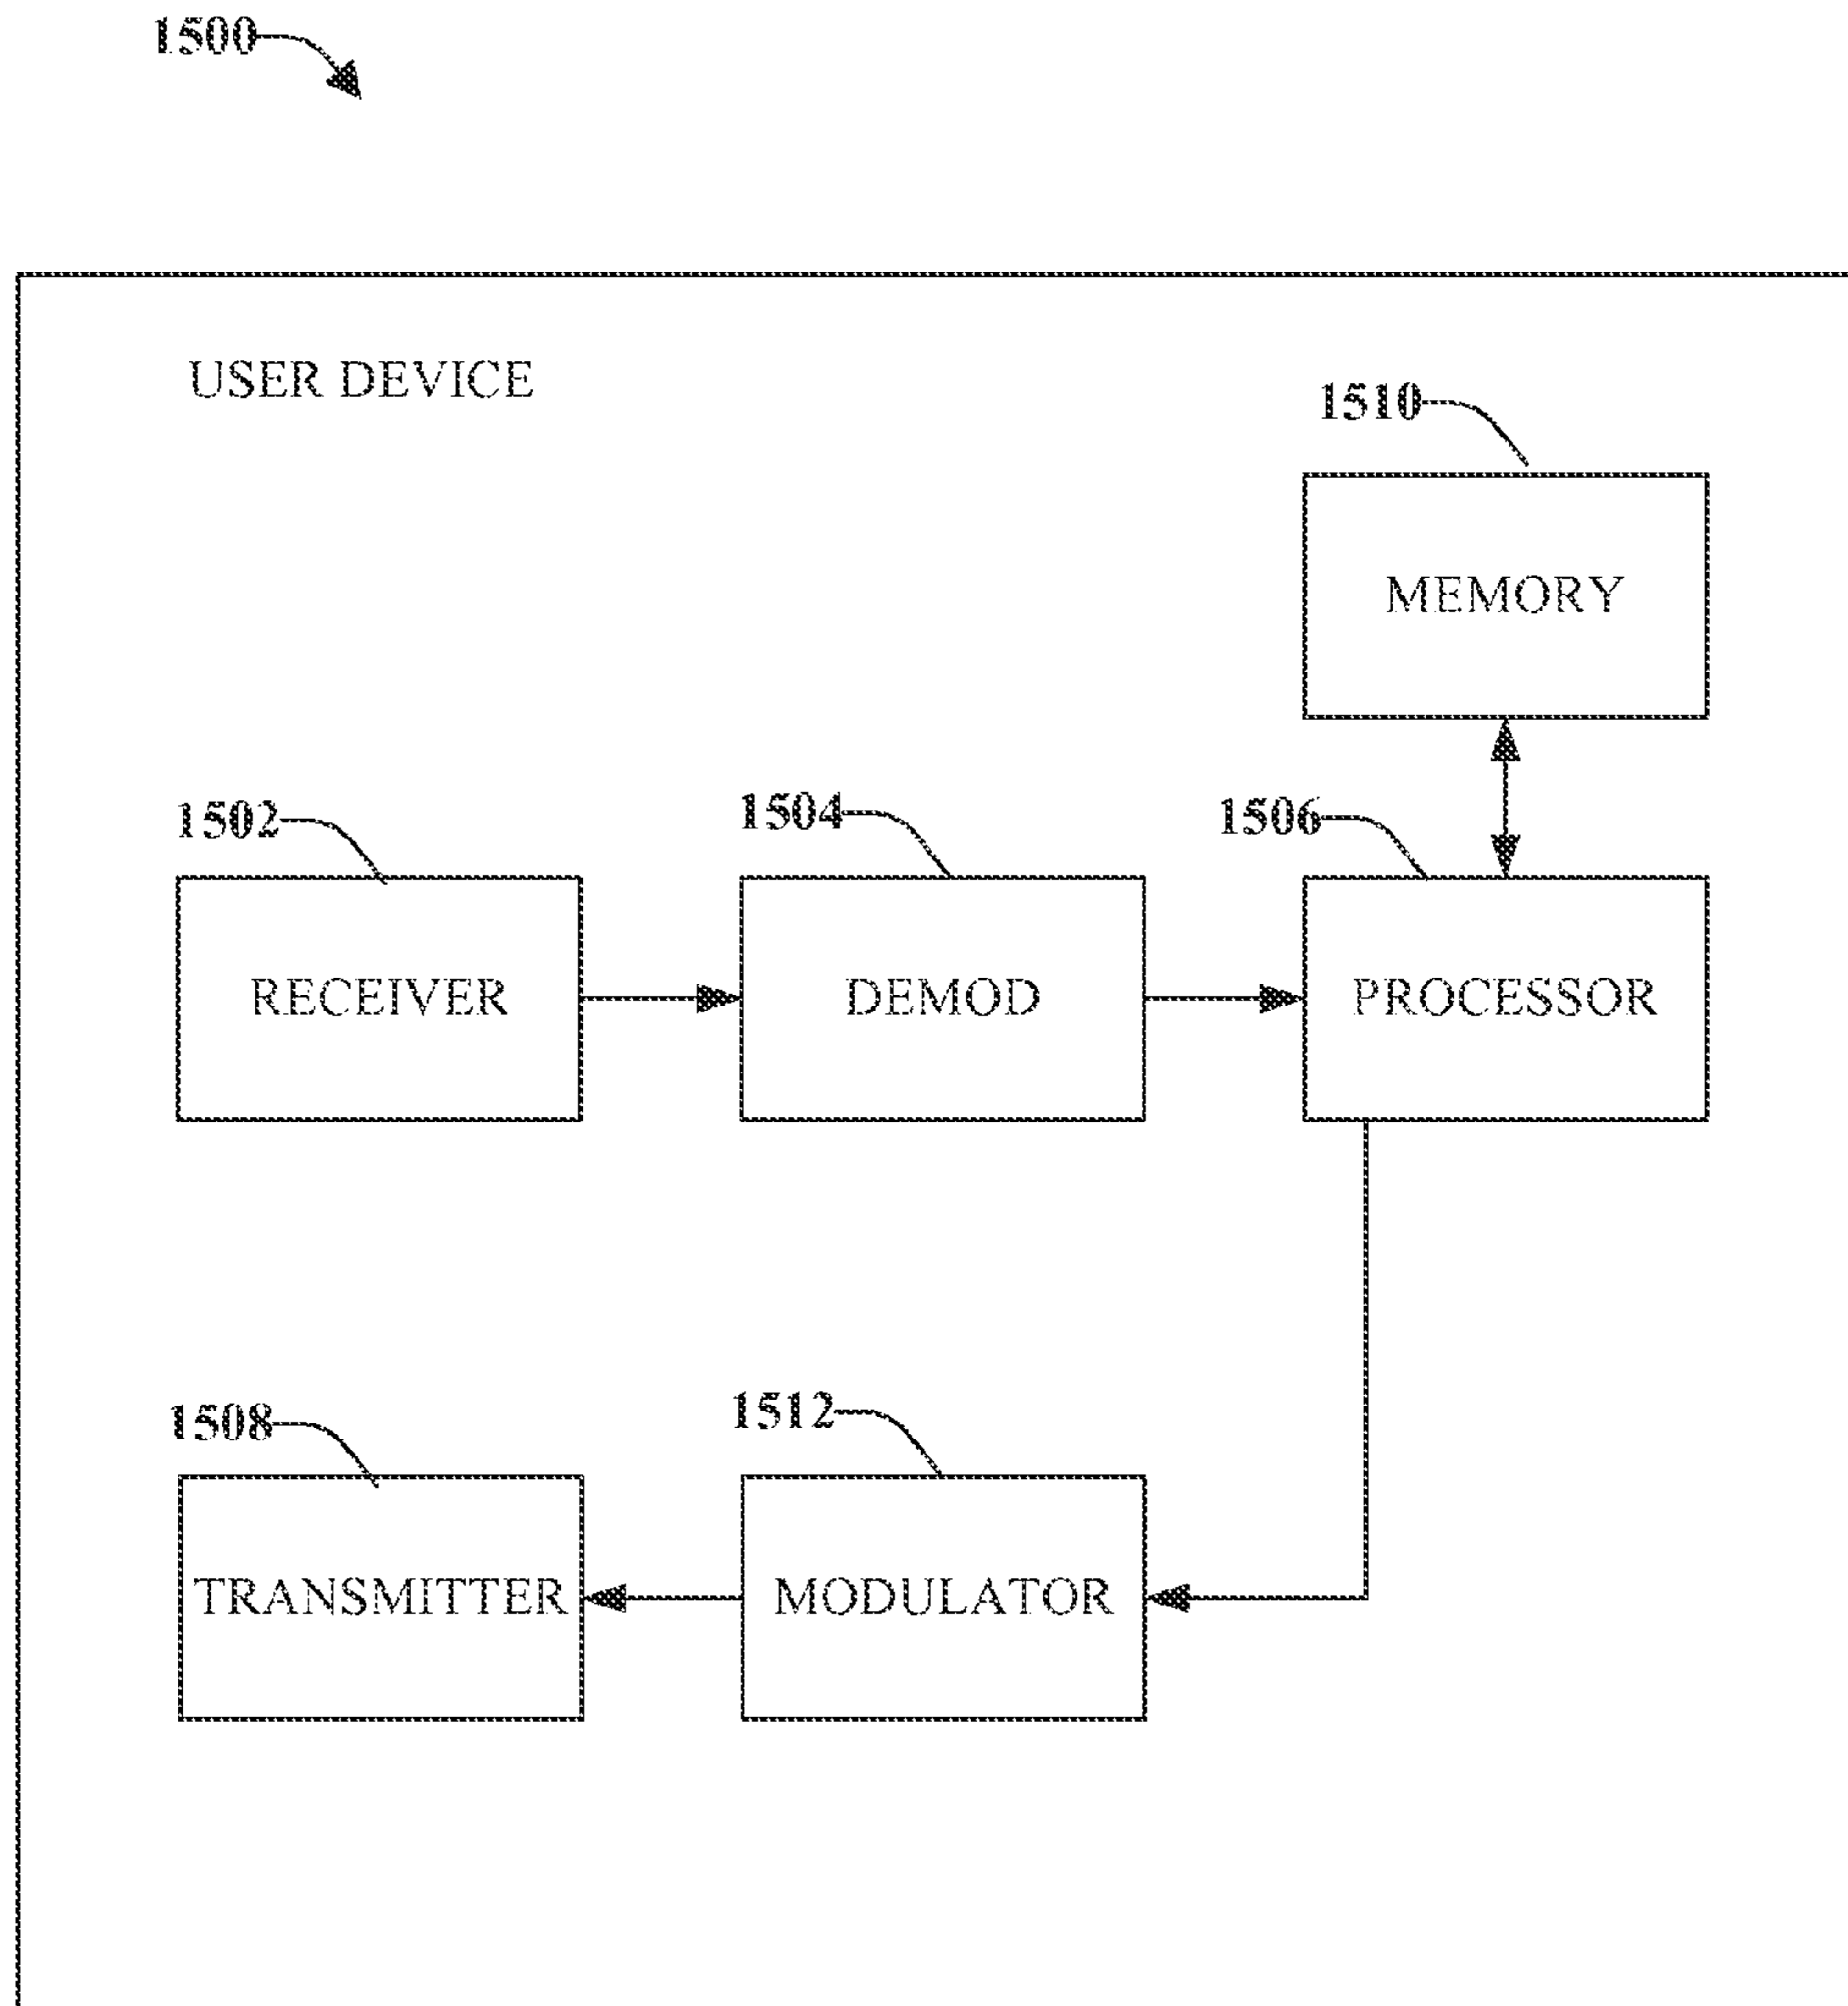 1500
USER DEVICE
1510
MEMORY
1502
1504
1506
RECEIVER
DEMOD
PROCESSOR
1508
1512
TRANSMITTER
MODULATOR